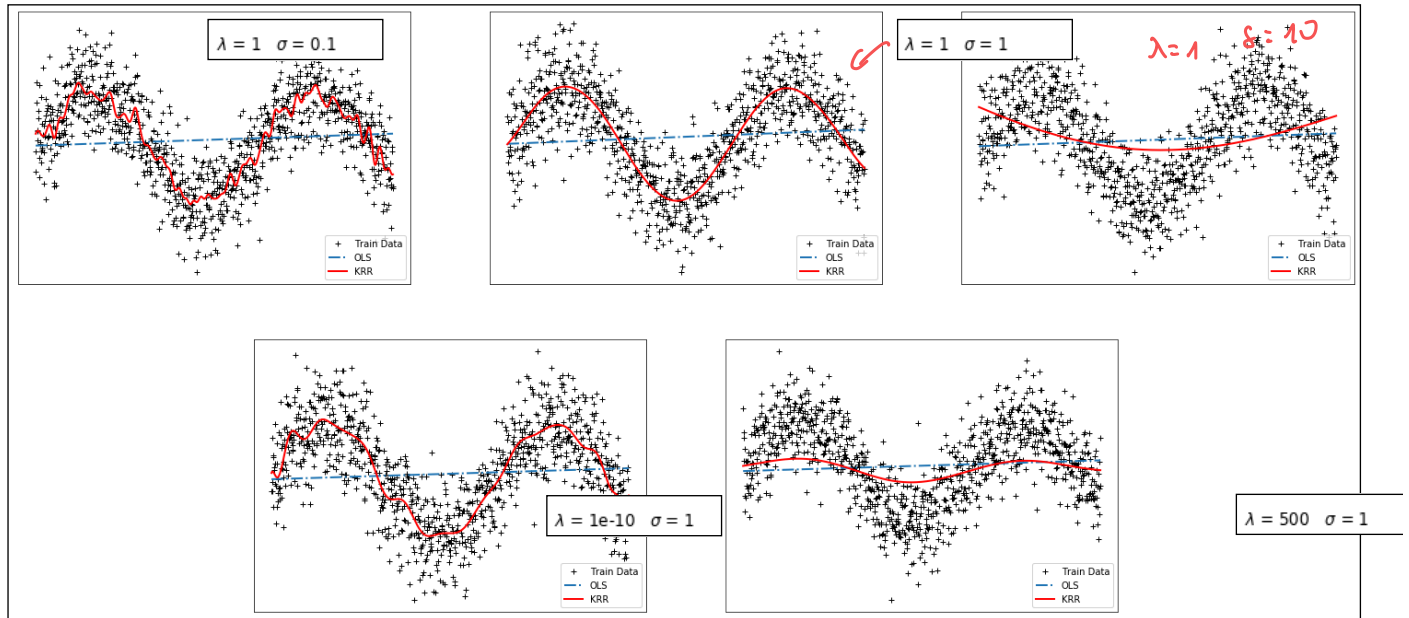 λ = 1 σ = 0.1
λ = 1 σ = 1
λ=1 δ=10
Train Data
OLS
KRR
Train Data
OLS
KRR
Train Data
OLS
KRR
λ = 1e-10 σ = 1
λ = 500 σ = 1
Train Data
OLS
KRR
Train Data
OLS
KRR